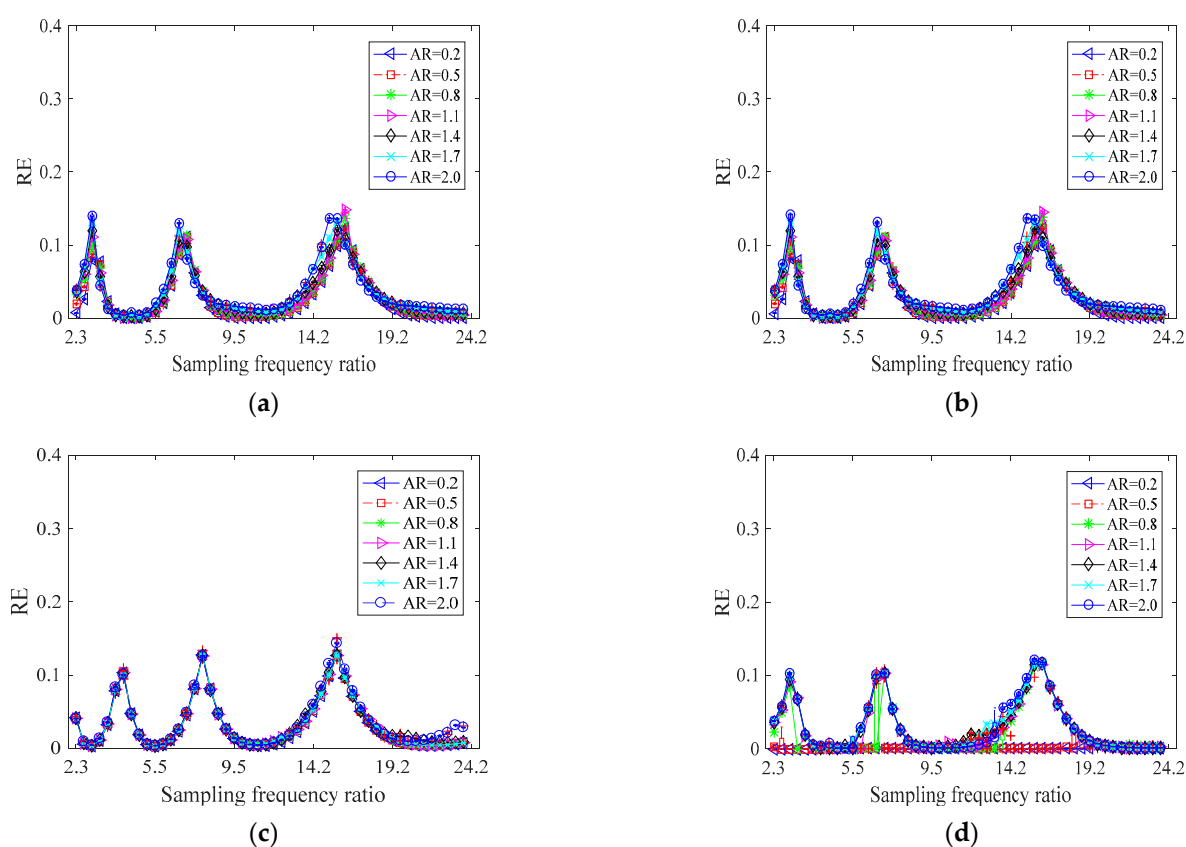 0.4
0.3
0.2
0.1
0
RE
2.3 5.5 9.5 14.2 19.2 24.2
Sampling frequency ratio
AR=0.2
AR=0.5
AR=0.8
AR=1.1
AR=1.4
AR=1.7
AR=2.0
(a)
0.4
0.3
0.2
0.1
0
RE
2.3 5.5 9.5 14.2 19.2 24.2
Sampling frequency ratio
AR=0.2
AR=0.5
AR=0.8
AR=1.1
AR=1.4
AR=1.7
AR=2.0
(b)
0.4
0.3
0.2
0.1
0
RE
2.3 5.5 9.5 14.2 19.2 24.2
Sampling frequency ratio
AR=0.2
AR=0.5
AR=0.8
AR=1.1
AR=1.4
AR=1.7
AR=2.0
(c)
0.4
0.3
0.2
0.1
0
RE
2.3 5.5 9.5 14.2 19.2 24.2
Sampling frequency ratio
AR=0.2
AR=0.5
AR=0.8
AR=1.1
AR=1.4
AR=1.7
AR=2.0
(d)